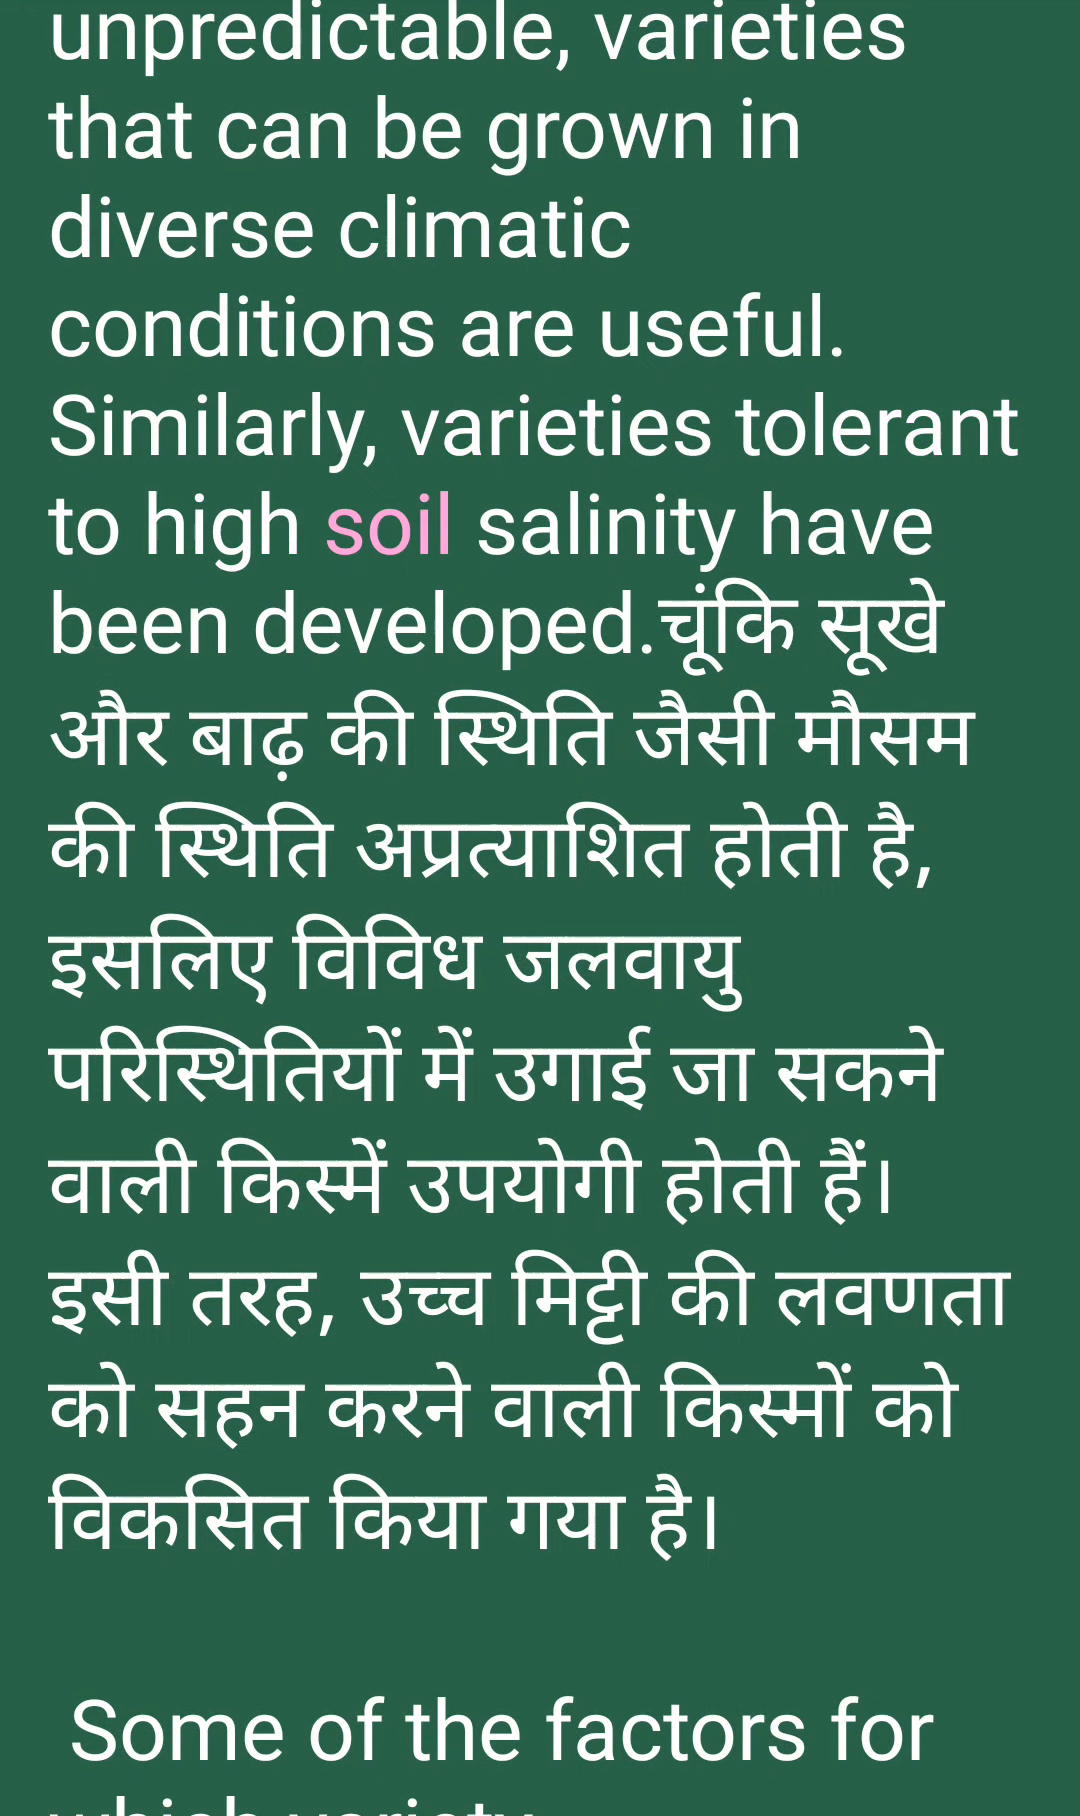 unpredictable, varieties
that can be grown in
diverse climatic
conditions are useful.
Similarly, varieties tolerant
to high soil salinity have
been developed.चूंकि सूखे
और बाढ़ की स्थिति जैसी मौसम
की स्थिति अप्रत्याशित होती है,
इसलिए विविध जलवायु
परिस्थितियों में उगाई जा सकने
वाली किस्में उपयोगी होती हैं।
इसी तरह, उच्च मिट्टी की लवणता
को सहन करने वाली किस्मों को
विकसित किया गया है।
Some of the factors for
which variety